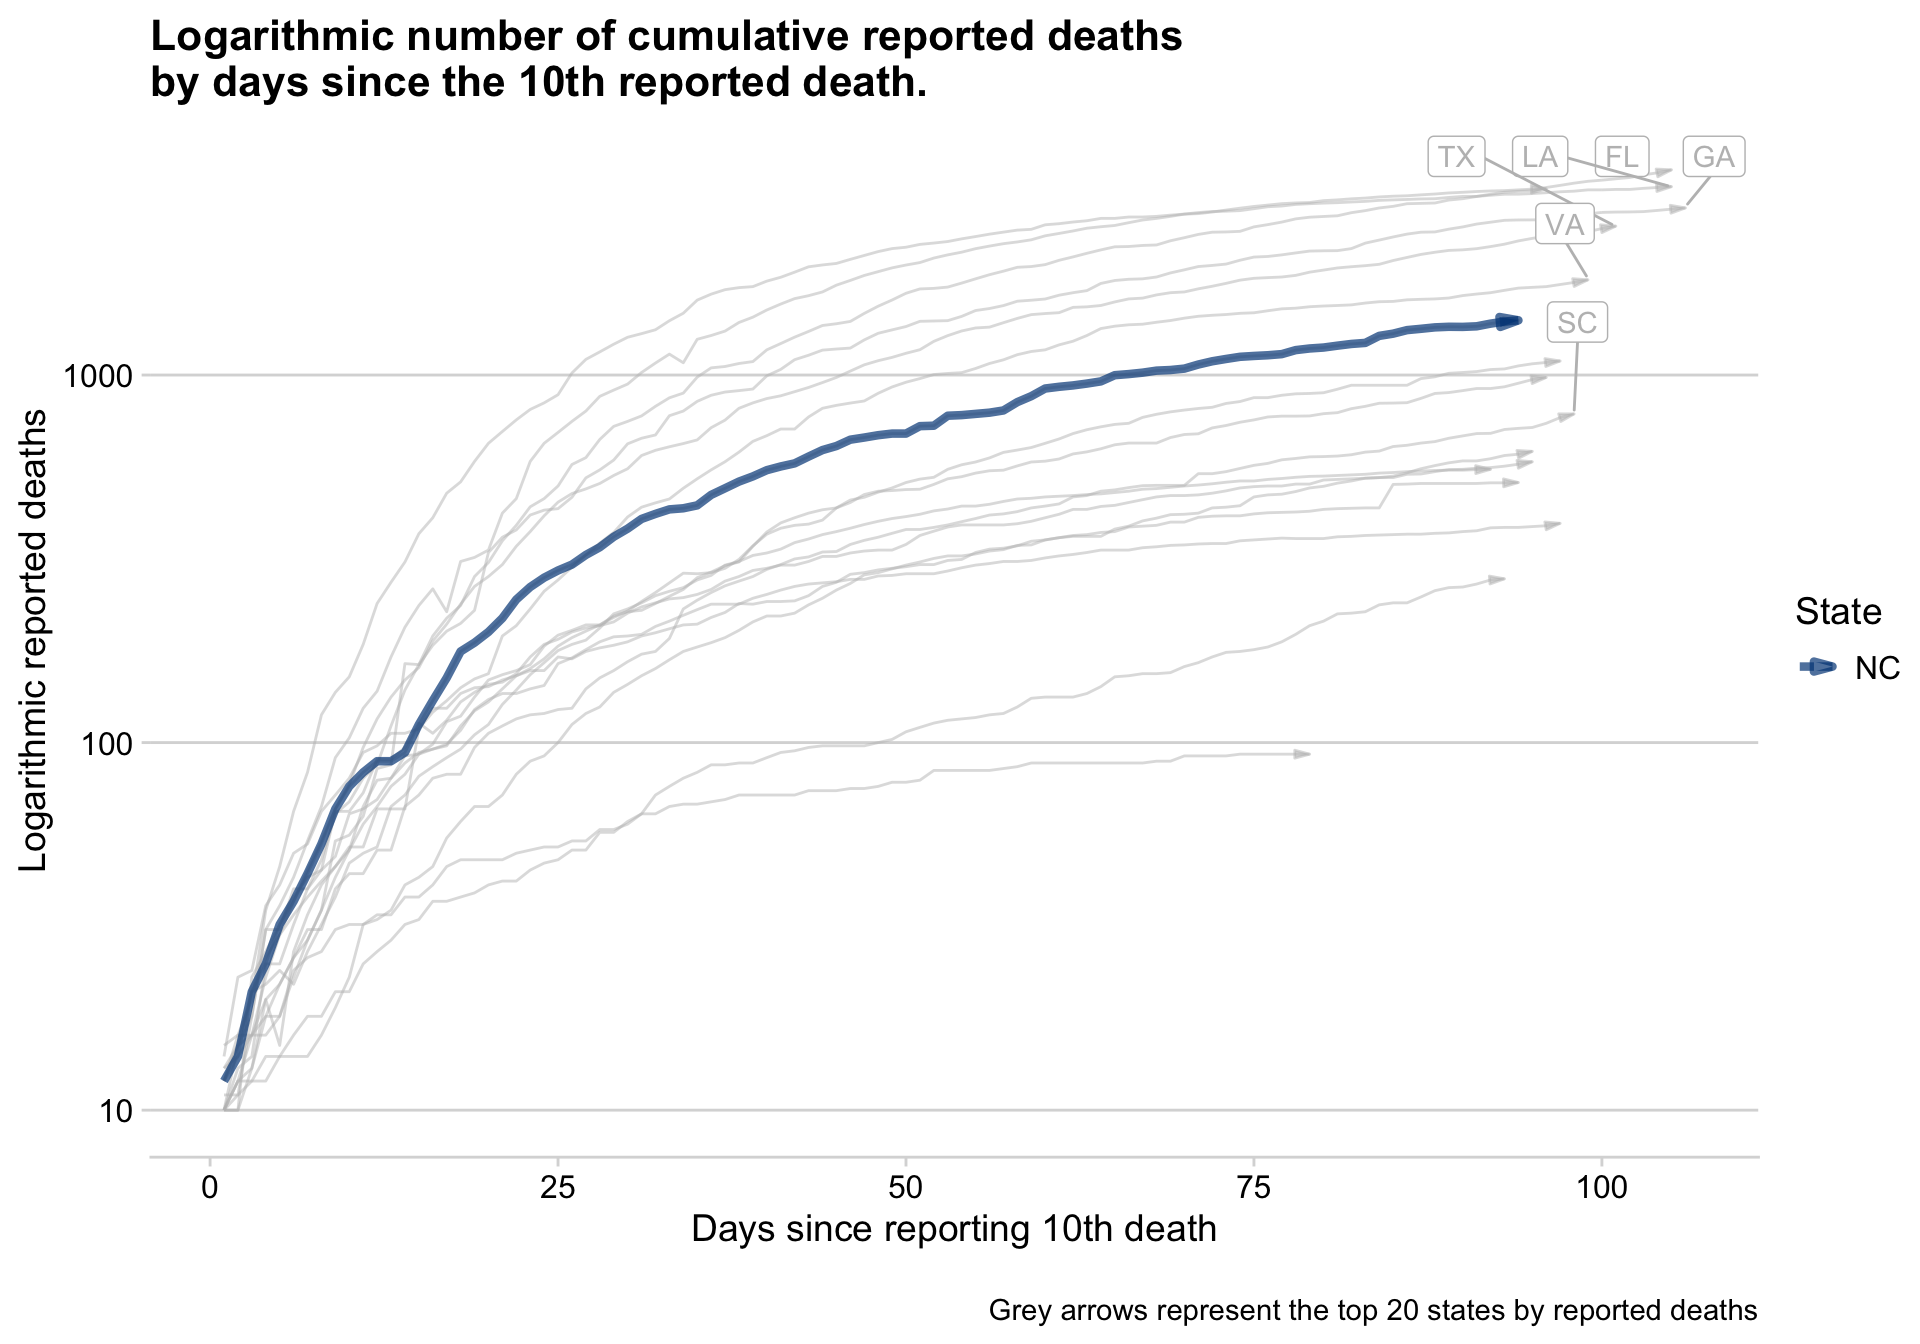 Logarithmic number of cumulative reported deaths
by days since the 10th reported death.
TX LA FL GA
VA
SC
1000
100
10
Logarithmic reported deaths
0 25 50 75 100
Days since reporting 10th death
State
NC
Grey arrows represent the top 20 states by reported deaths